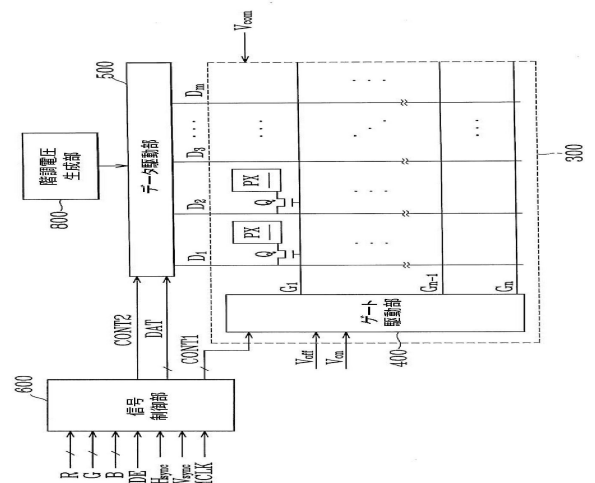 階調電圧
生成部
800
500
データ駆動部
D1
D2
D3
Dm
Vcom
PX
PX
Q
Q
G1
Gn-1
Gn
300
ゲート
駆動部
400
Voff
Von
CONT2
DAT
CONT1
600
信号
制御部
R
G
B
DE
Hsync
Vsync
MCLK